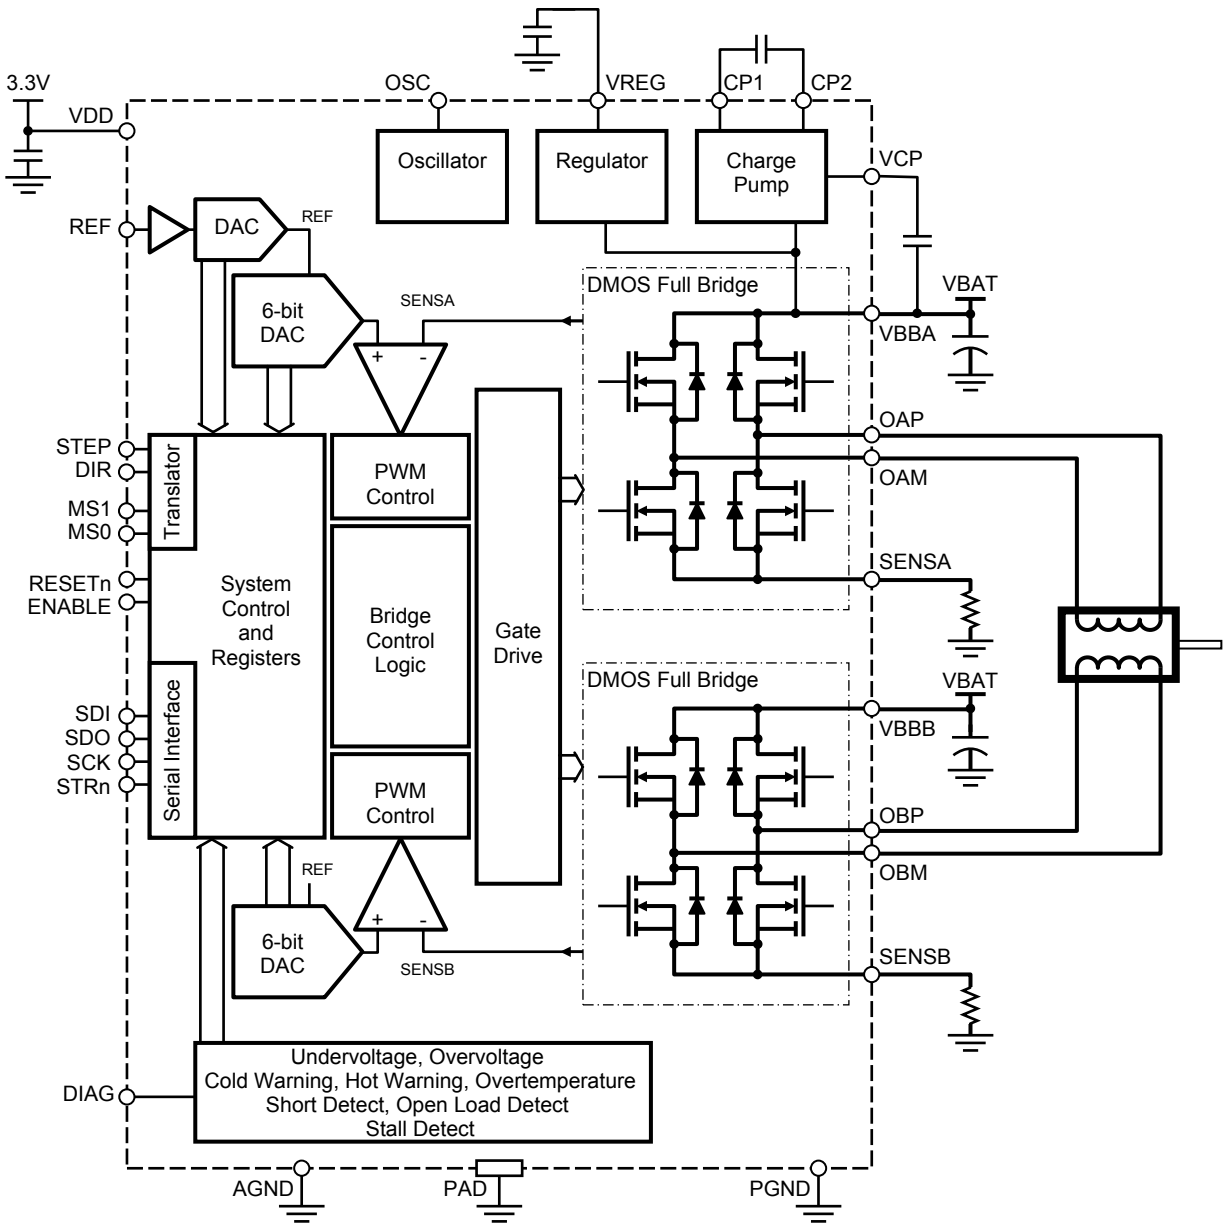 OSC
VREG
CP1
CP2
3.3V
VDD
Oscillator
Regulator
Charge
Pump
VCP
REF
DAC
REF
6-bit
DAC
SENSA
+ -
DMOS Full Bridge
VBAT
VBBA
OAP
OAM
STEP
DIR
MS1
MS0
Translator
PWM
Control
RESETn
ENABLE
System
Control
and
Registers
Bridge
Control
Logic
Gate
Drive
SENSA
DMOS Full Bridge
VBAT
VBBB
SDI
SDO
SCK
STRn
Serial Interface
PWM
Control
OBP
OBM
REF
6-bit
DAC
+ -
SENSB
SENSB
DIAG
Undervoltage, Overvoltage
Cold Warning, Hot Warning, Overtemperature
Short Detect, Open Load Detect
Stall Detect
AGND
PAD
PGND